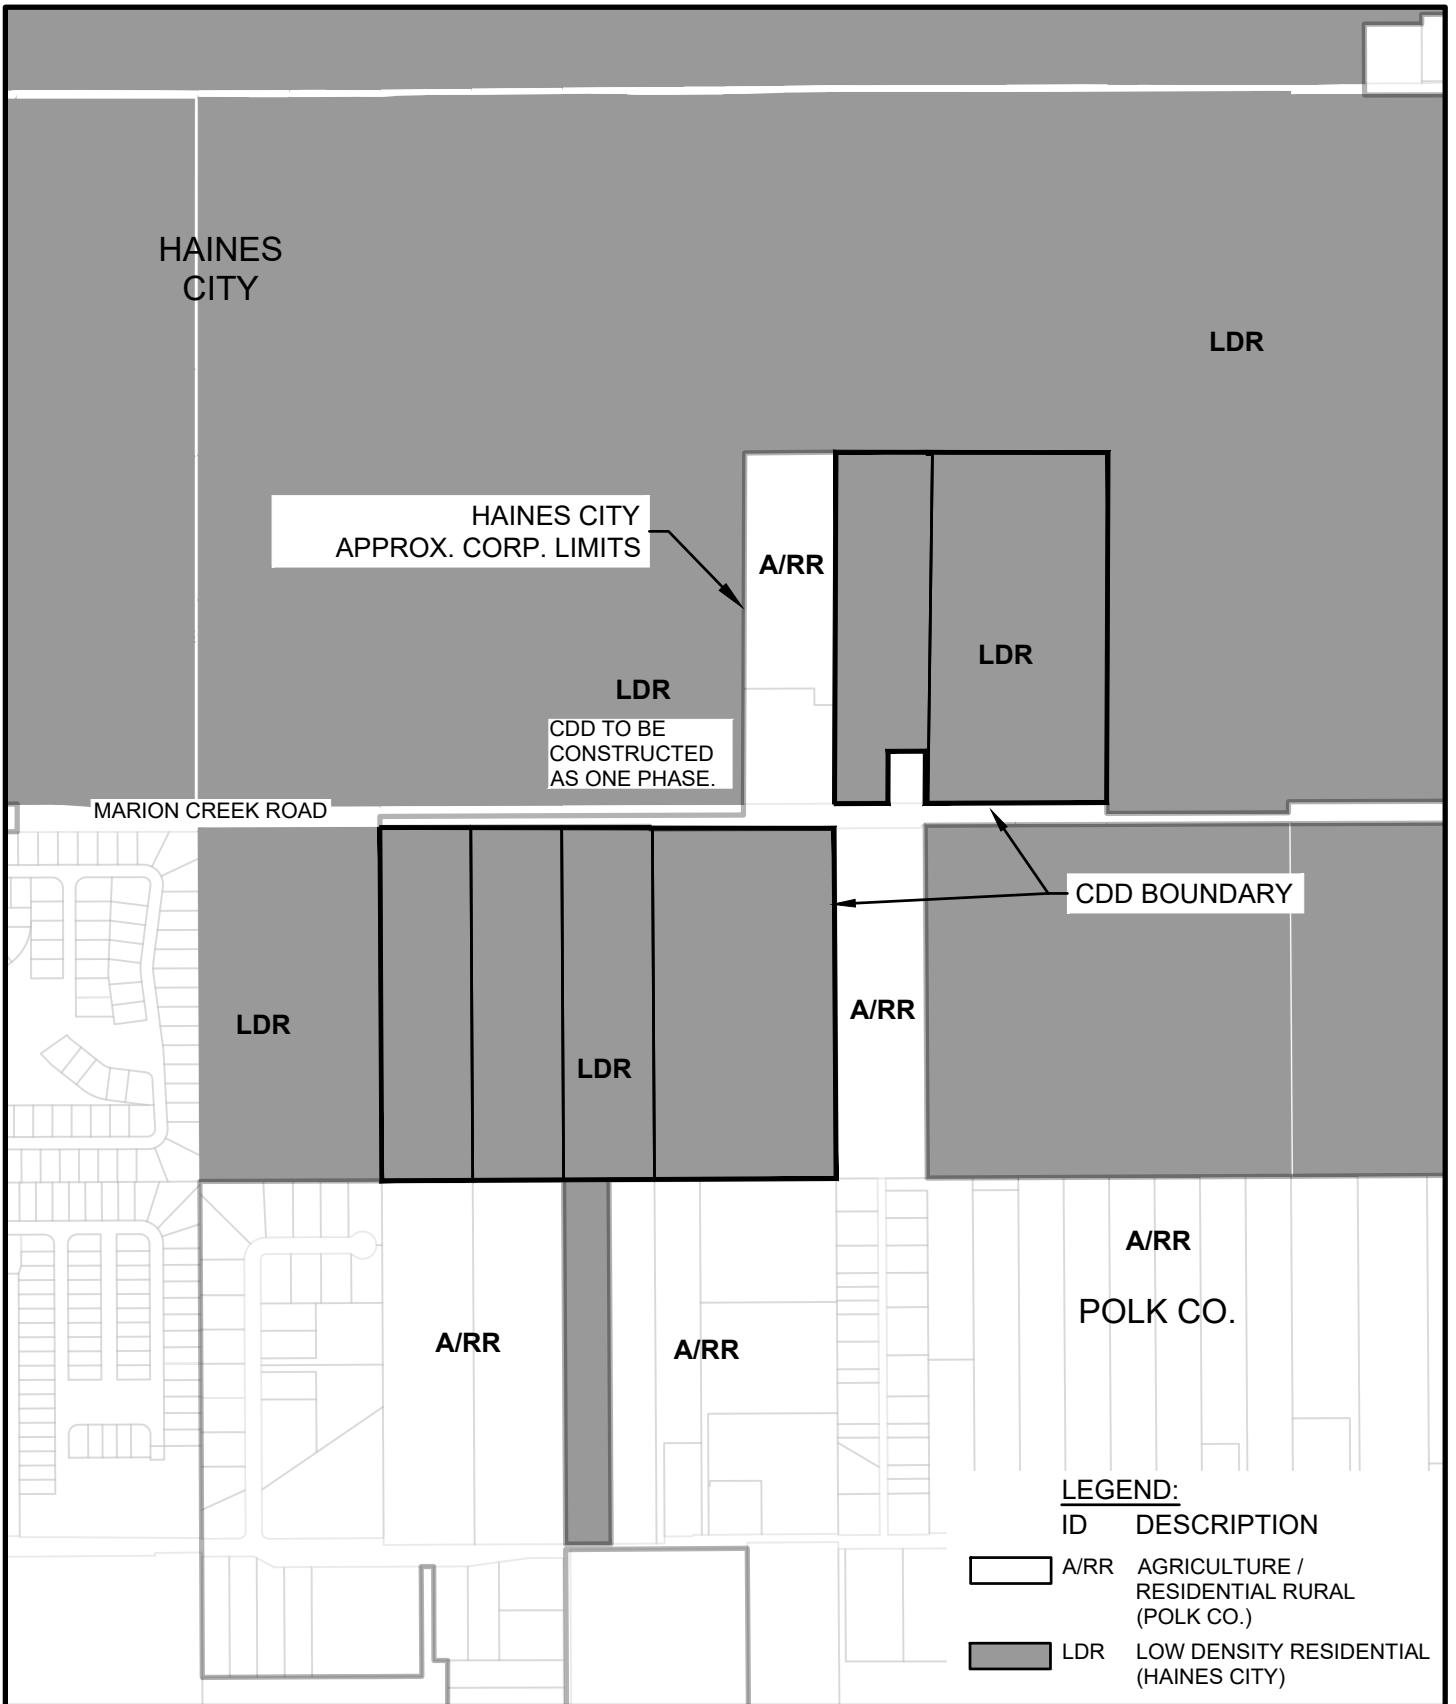 HAINES
CITY
LDR
HAINES CITY
APPROX. CORP. LIMITS
A/RR
LDR
LDR
CDD TO BE
CONSTRUCTED
AS ONE PHASE.
MARION CREEK ROAD
CDD BOUNDARY
A/RR
LDR
LDR
A/RR
POLK CO.
A/RR
A/RR
LEGEND:
ID DESCRIPTION
A/RR AGRICULTURE /
RESIDENTIAL RURAL
(POLK CO.)
LDR LOW DENSITY RESIDENTIAL
(HAINES CITY)